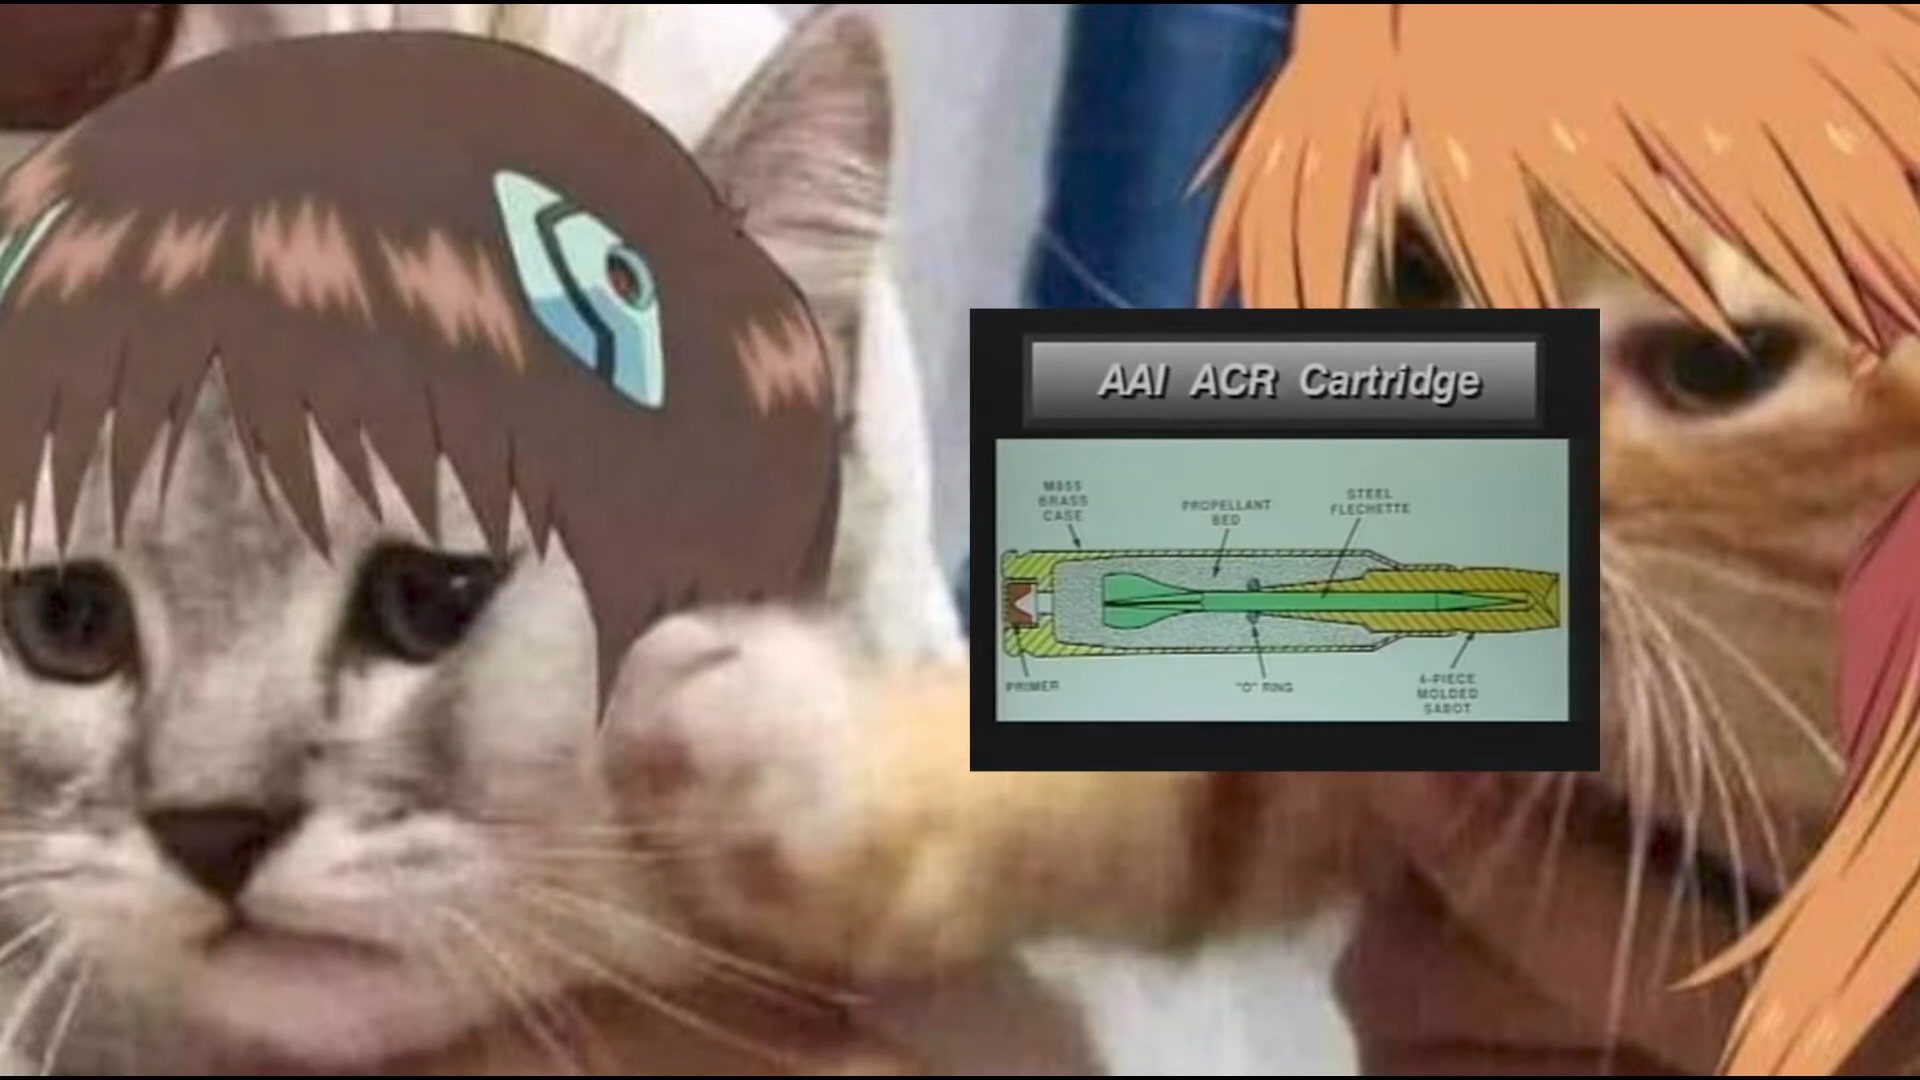 AAI ACR Cartridge
M855
BRASS
CASE
PROPELLANT
BED
STEEL
FLECHETTE
PRIMER
"O" RING
4-PIECE
MOLDED
SABOT